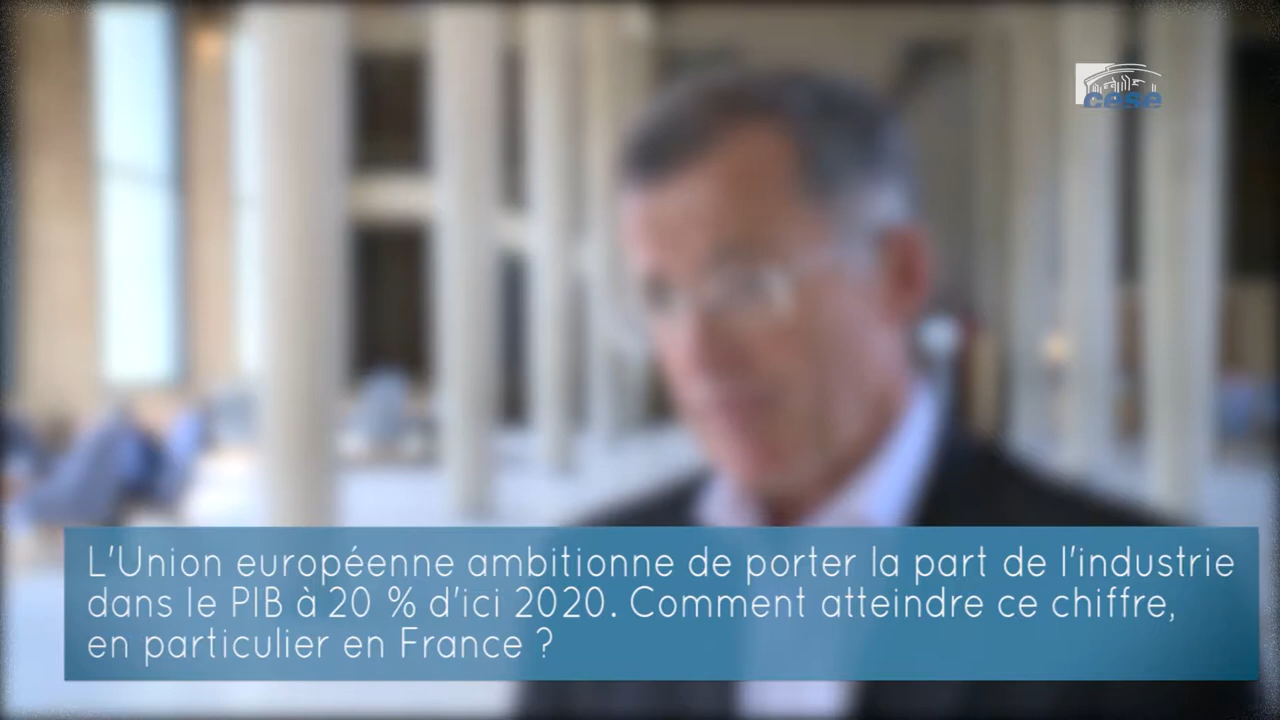 cese
L'Union européenne ambitionne de porter la part de l'industrie
dans le PIB à 20 % d'ici 2020. Comment atteindre ce chiffre,
en particulier en France ?